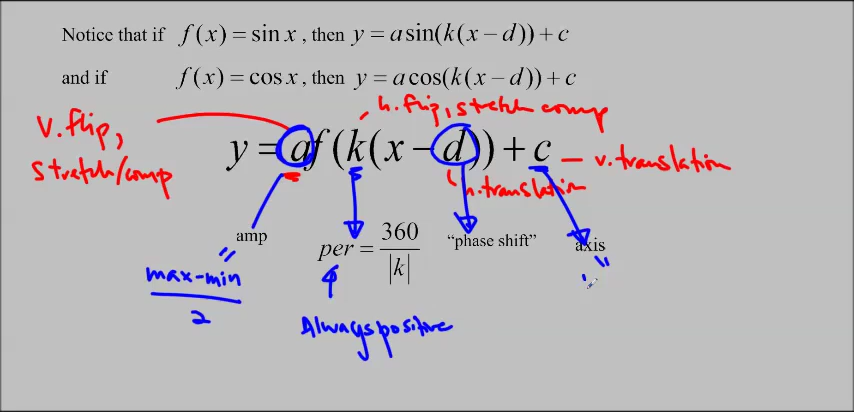 Notice that if f(x) = sin x, then y = a sin(k(x − d)) + c
and if f(x) = cos x, then y = a cos(k(x − d)) + c
h. flip, stretch comp
v. flip,
stretch/comp
y = af(k(x − d)) + c
v. translation
h. translation
amp
per = 360/|k|
"phase shift"
axis
max-min
2
Always positive